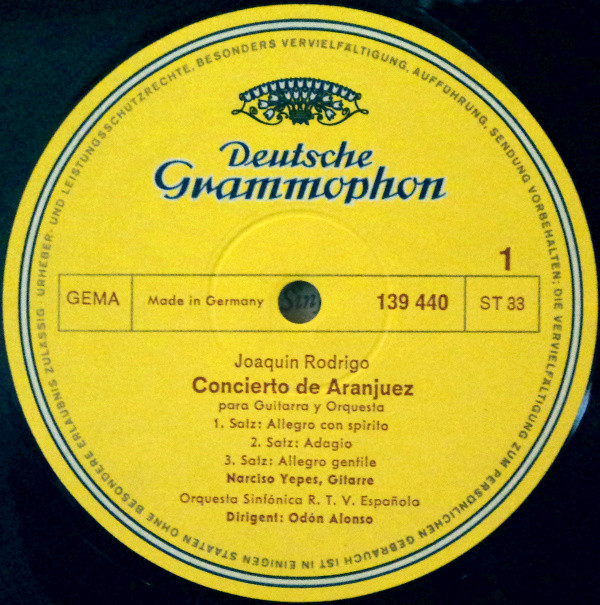 URHEBER- UND LEISTUNGSSCHUTZRECHTE, BESONDERS VERVIELFÄLTIGUNG, AUFFÜHRUNG, SENDUNG VORBEHALTEN; DIE VERVIELFÄLTIGUNG ZUM PERSÖNLICHEN GEBRAUCH IST IN EINIGEN STAATEN OHNE BESONDERE ERLAUBNIS ZULÄSSIG
Deutsche
Grammophon
1
GEMA Made in Germany 139 440 ST 33
Joaquin Rodrigo
Concierto de Aranjuez
para Guitarra y Orquesta
1. Satz: Allegro con spirito
2. Satz: Adagio
3. Satz: Allegro gentile
Narciso Yepes, Gitarre
Orquesta Sinfónica R. T. V. Española
Dirigent: Odón Alonso